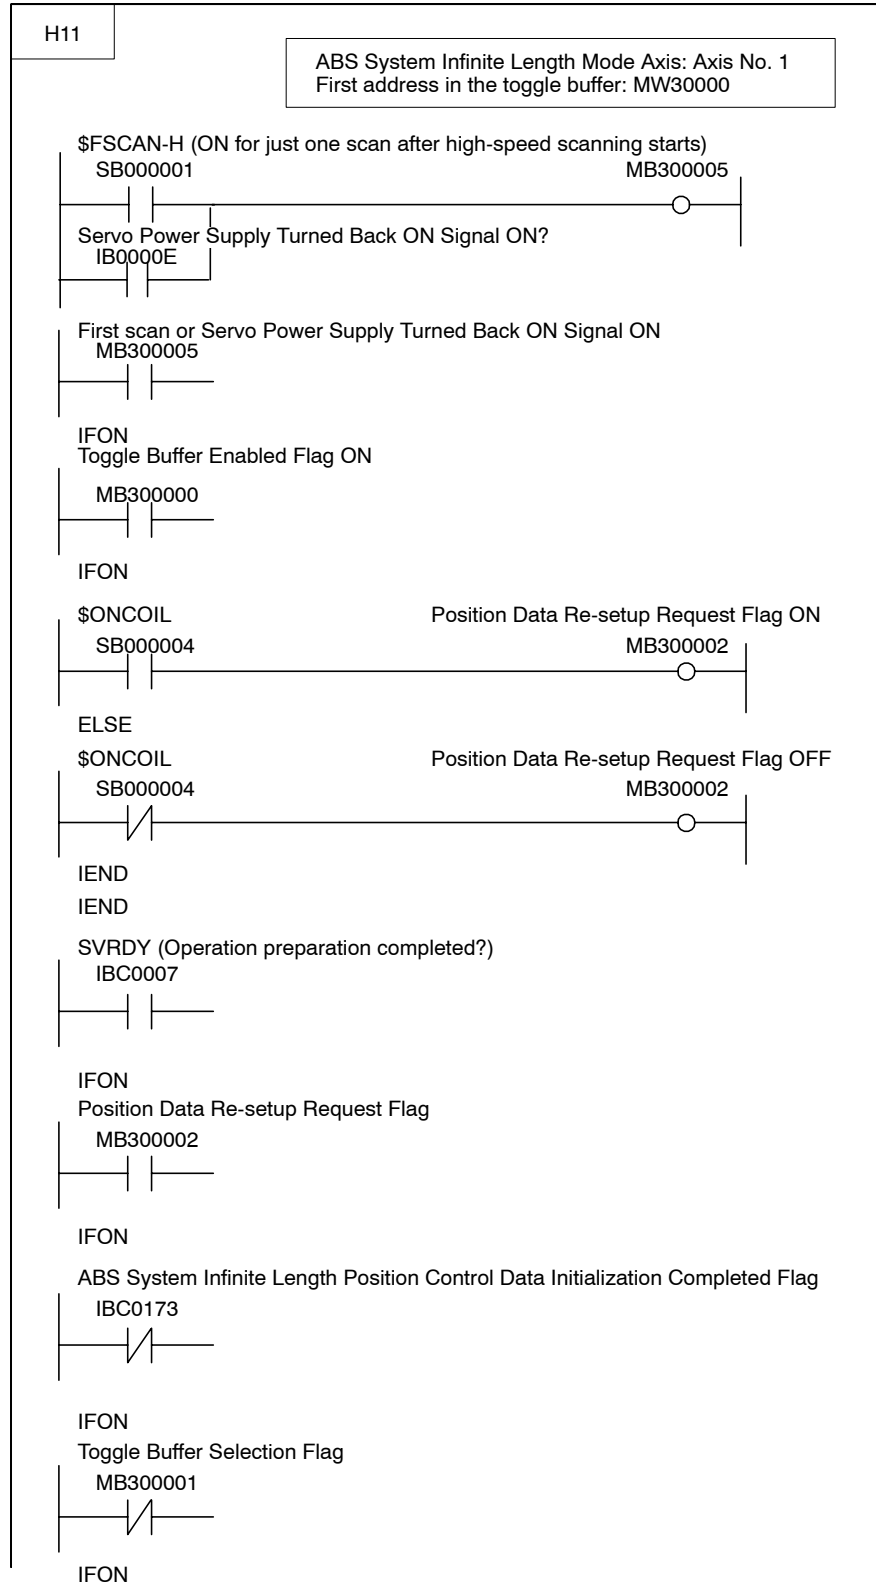 H11
ABS System Infinite Length Mode Axis: Axis No. 1
First address in the toggle buffer: MW30000
$FSCAN-H (ON for just one scan after high-speed scanning starts)
SB000001 MB300005
Servo Power Supply Turned Back ON Signal ON?
IB0000E
First scan or Servo Power Supply Turned Back ON Signal ON
MB300005
IFON
Toggle Buffer Enabled Flag ON
MB300000
IFON
$ONCOIL Position Data Re-setup Request Flag ON
SB000004 MB300002
ELSE
$ONCOIL Position Data Re-setup Request Flag OFF
SB000004 MB300002
IEND
IEND
SVRDY (Operation preparation completed?)
IBC0007
IFON
Position Data Re-setup Request Flag
MB300002
IFON
ABS System Infinite Length Position Control Data Initialization Completed Flag
IBC0173
IFON
Toggle Buffer Selection Flag
MB300001
IFON